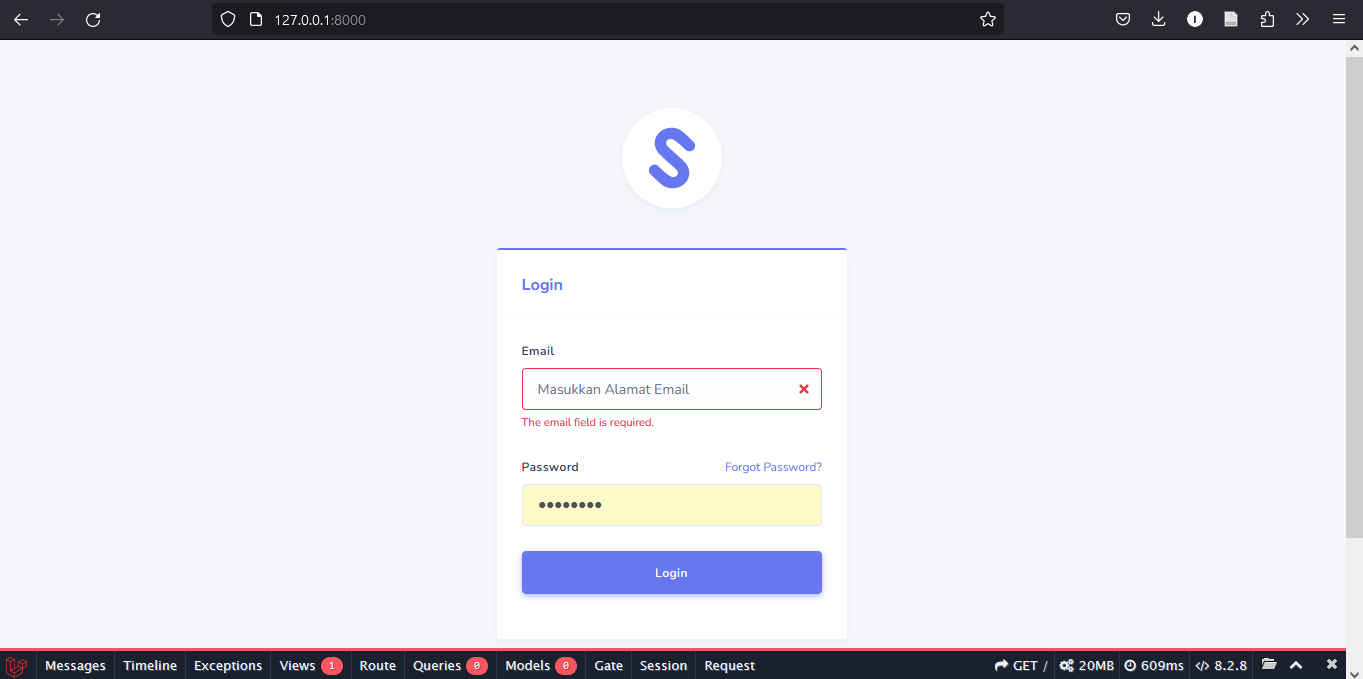 127.0.0.1:8000
S
Login
Email
Masukkan Alamat Email
The email field is required.
Password Forgot Password?
Login
Messages Timeline Exceptions Views 1 Route Queries 0 Models 0 Gate Session Request GET / 20MB 609ms 8.2.8